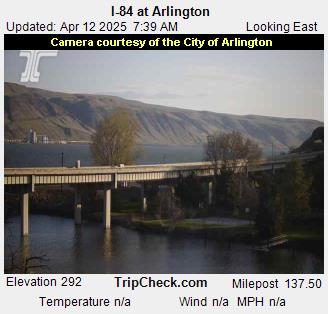 I-84 at Arlington
Updated: Apr 12 2025 7:39 AM Looking East
Camera courtesy of the City of Arlington
Elevation 292 TripCheck.com Milepost 137.50
Temperature n/a Wind n/a MPH n/a